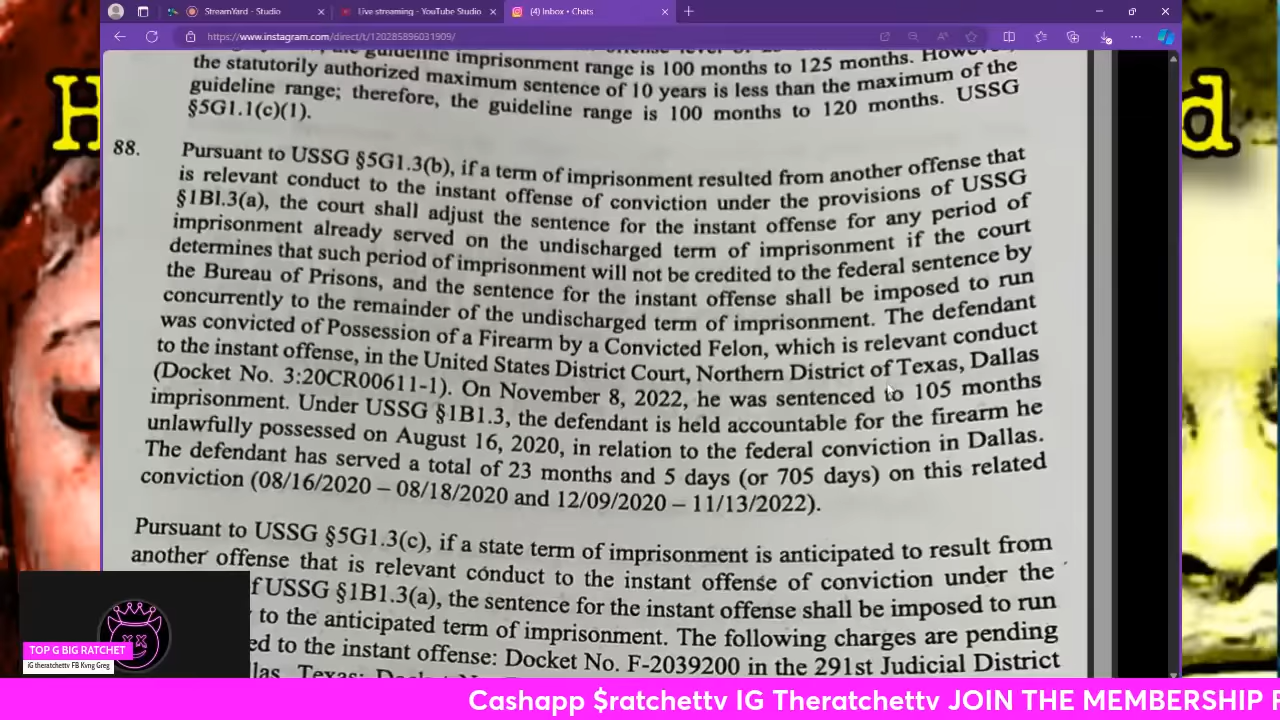 StreamYard - Studio
Live streaming - YouTube Studio
(4) Inbox • Chats
https://www.instagram.com/direct/t/120285896031909/
H
d
guideline imprisonment range is 100 months to 125 months. However,
the statutorily authorized maximum sentence of 10 years is less than the maximum of the
guideline range; therefore, the guideline range is 100 months to 120 months. USSG
§5G1.1(c)(1).
88. Pursuant to USSG §5G1.3(b), if a term of imprisonment resulted from another offense that
is relevant conduct to the instant offense of conviction under the provisions of USSG
§1B1.3(a), the court shall adjust the sentence for the instant offense for any period of
imprisonment already served on the undischarged term of imprisonment if the court
determines that such period of imprisonment will not be credited to the federal sentence by
the Bureau of Prisons, and the sentence for the instant offense shall be imposed to run
concurrently to the remainder of the undischarged term of imprisonment. The defendant
was convicted of Possession of a Firearm by a Convicted Felon, which is relevant conduct
to the instant offense, in the United States District Court, Northern District of Texas, Dallas
(Docket No. 3:20CR00611-1). On November 8, 2022, he was sentenced to 105 months
imprisonment. Under USSG §1B1.3, the defendant is held accountable for the firearm he
unlawfully possessed on August 16, 2020, in relation to the federal conviction in Dallas.
The defendant has served a total of 23 months and 5 days (or 705 days) on this related
conviction (08/16/2020 – 08/18/2020 and 12/09/2020 – 11/13/2022).
Pursuant to USSG §5G1.3(c), if a state term of imprisonment is anticipated to result from
another offense that is relevant conduct to the instant offense of conviction under the
f USSG §1B1.3(a), the sentence for the instant offense shall be imposed to run
to the anticipated term of imprisonment. The following charges are pending
ed to the instant offense: Docket No. F-2039200 in the 291st Judicial District
las, Texas;
TOP G BIG RATCHET
iG theratchettv FB Kvng Greg
Cashapp $ratchettv IG Theratchettv JOIN THE MEMBERSHIP